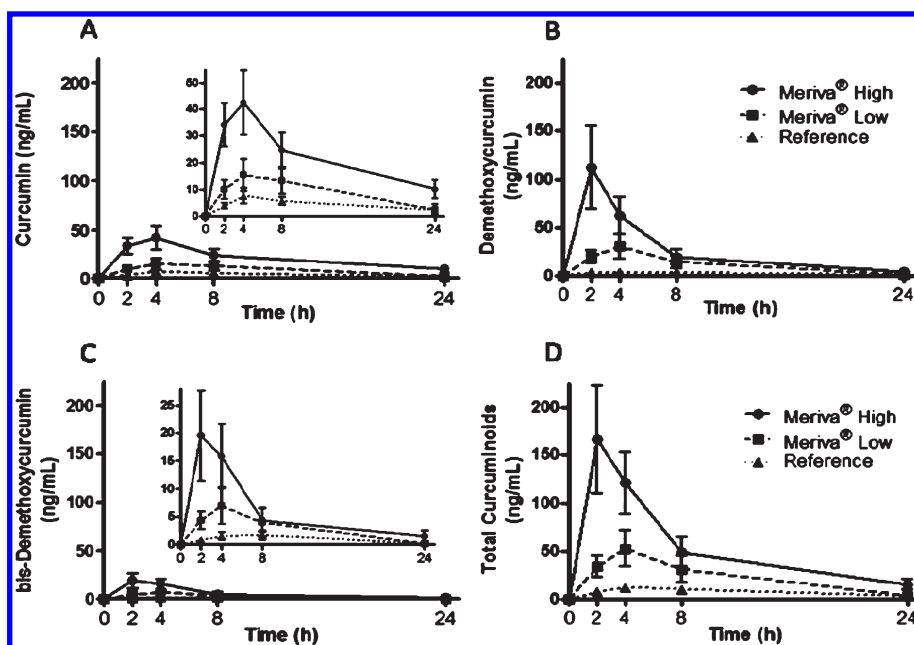 A
Curcumin (ng/mL)
200
150
100
50
0
0 2 4 8 24
Time (h)
60
50
40
30
20
10
0
0 2 4 8 24
B
Demethoxycurcumin
(ng/mL)
200
150
100
50
0
0 2 4 8 24
Time (h)
Meriva® High
Meriva® Low
Reference
C
bis-Demethoxycurcumin
(ng/mL)
200
150
100
50
0
0 2 4 8 24
Time (h)
25
20
15
10
5
0
0 2 4 8 24
D
Total Curcuminoids
(ng/mL)
200
150
100
50
0
0 2 4 8 24
Time (h)
Meriva® High
Meriva® Low
Reference